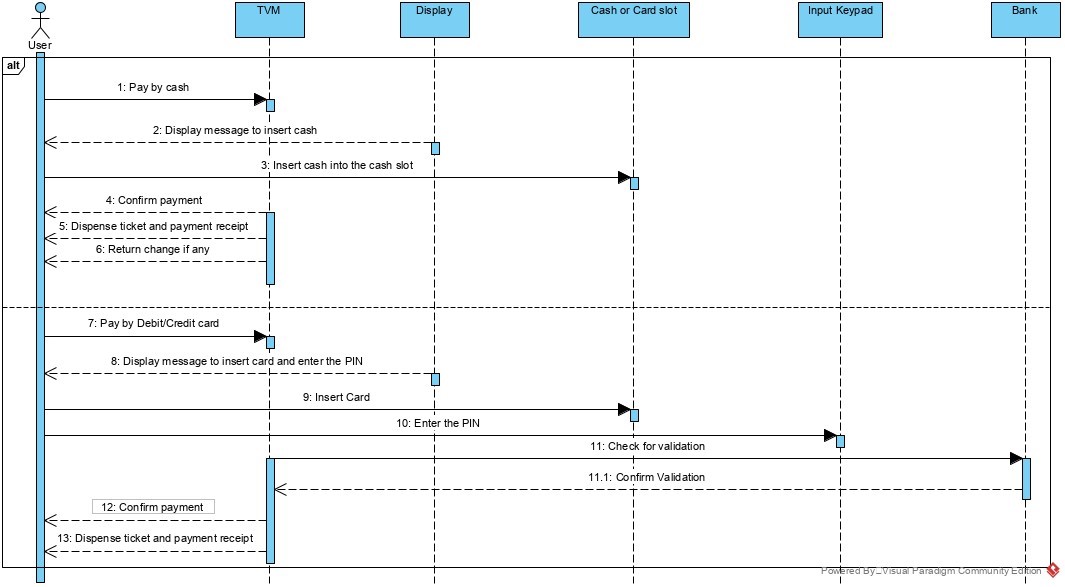 TVM
Display
Cash or Card slot
Input Keypad
Bank
User
alt
1: Pay by cash
2: Display message to insert cash
3: Insert cash into the cash slot
4: Confirm payment
5: Dispense ticket and payment receipt
6: Return change if any
7: Pay by Debit/Credit card
8: Display message to insert card and enter the PIN
9: Insert Card
10: Enter the PIN
11: Check for validation
11.1: Confirm Validation
12: Confirm payment
13: Dispense ticket and payment receipt
Powered By Visual Paradigm Community Edition